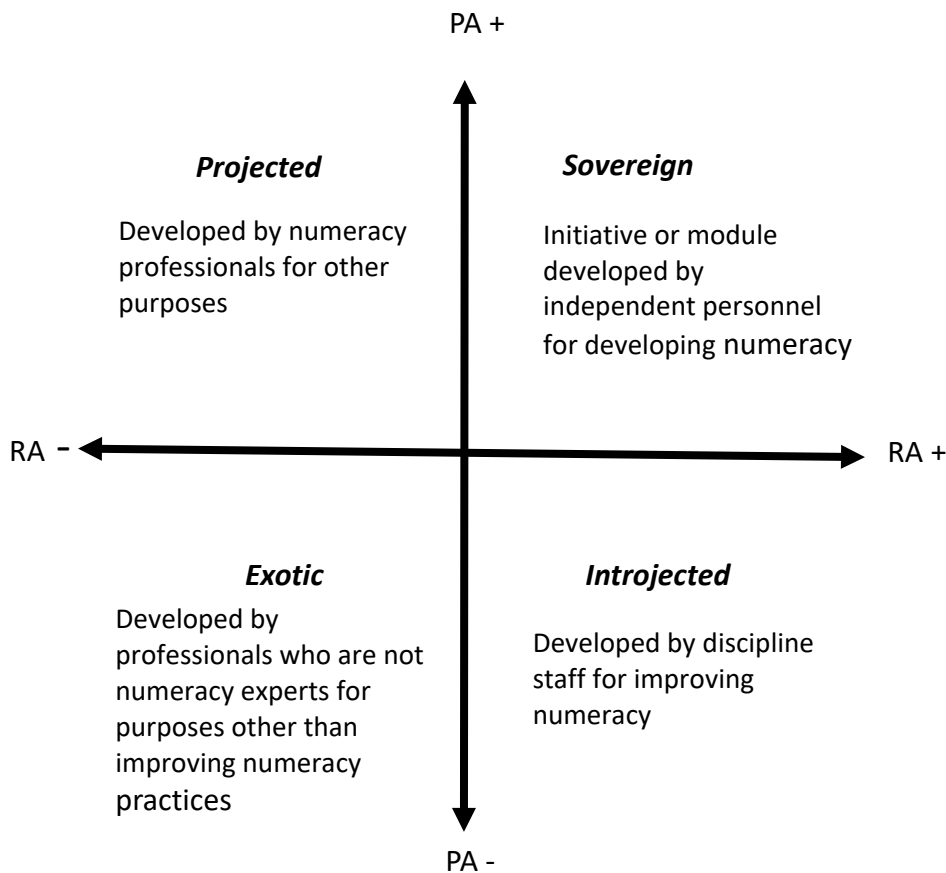 PA +
Projected
Developed by numeracy
professionals for other
purposes
Sovereign
Initiative or module
developed by
independent personnel
for developing numeracy
RA -
RA +
Exotic
Developed by
professionals who are not
numeracy experts for
purposes other than
improving numeracy
practices
Introjected
Developed by discipline
staff for improving
numeracy
PA -